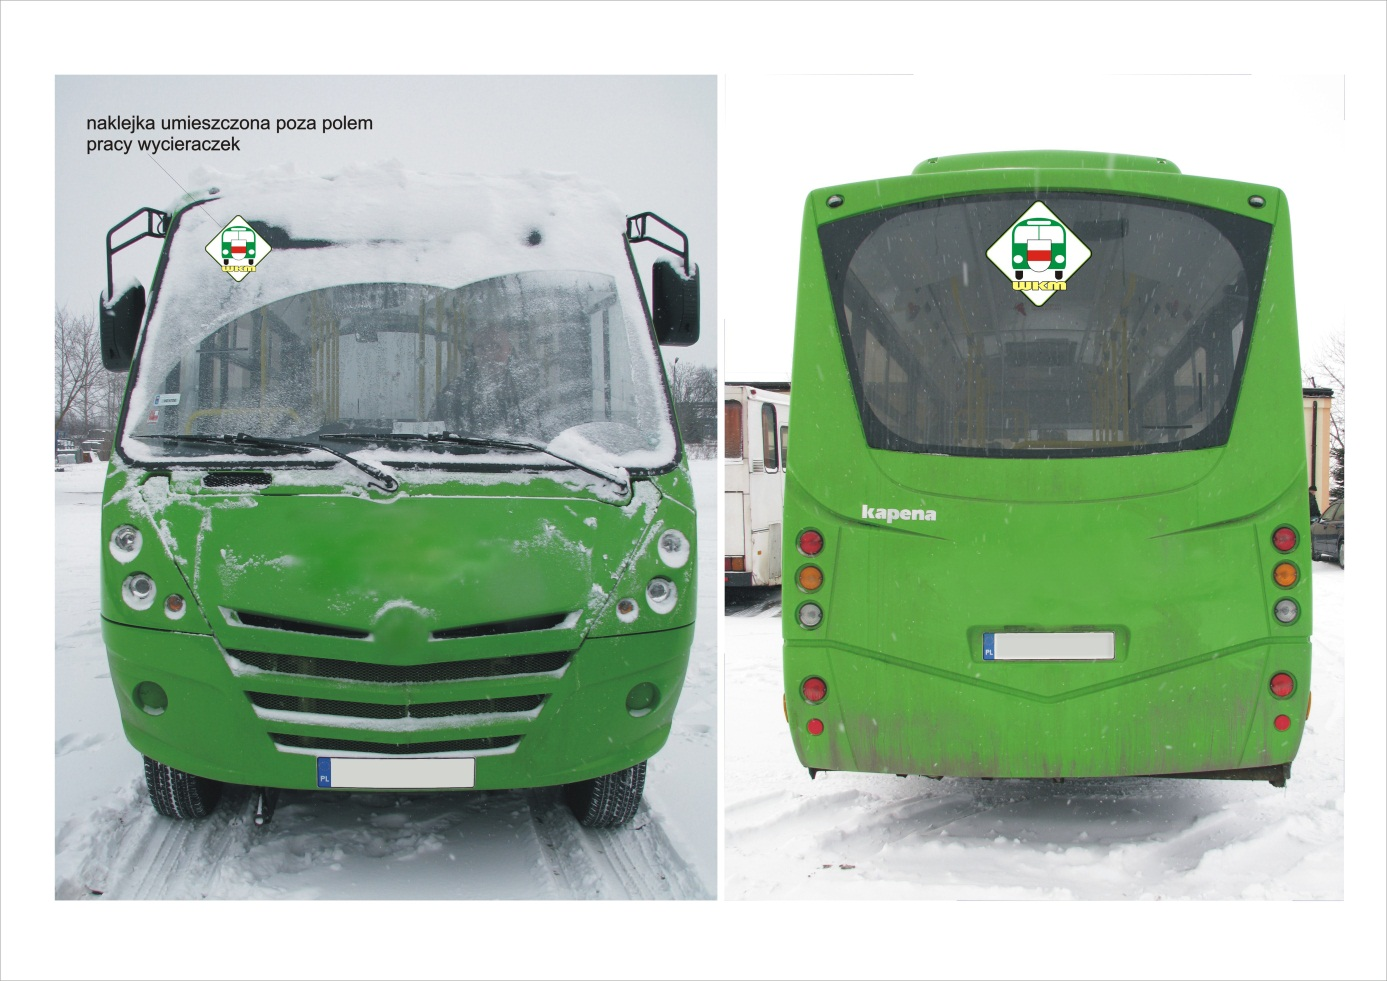 naklejka umieszczona poza polem
pracy wycieraczek
WKM
WKM
kapena
PL
PL